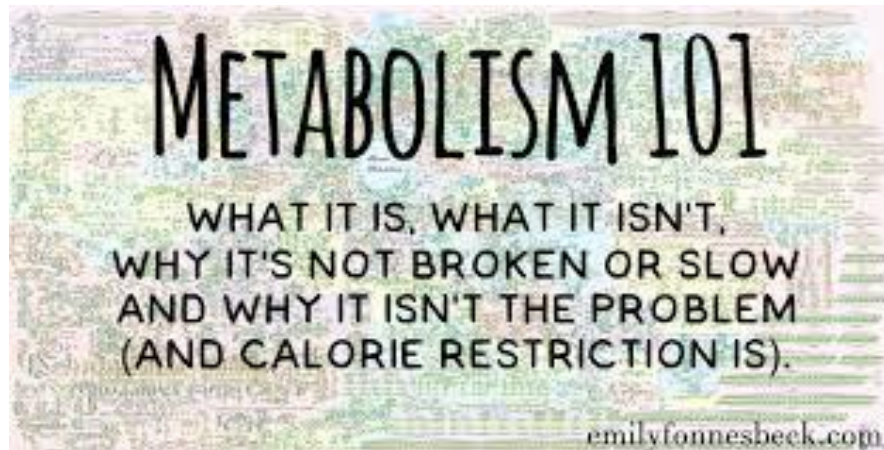 METABOLISM 101
WHAT IT IS, WHAT IT ISN'T,
WHY IT'S NOT BROKEN OR SLOW
AND WHY IT ISN'T THE PROBLEM
(AND CALORIE RESTRICTION IS).
emilyfonnesbeck.com